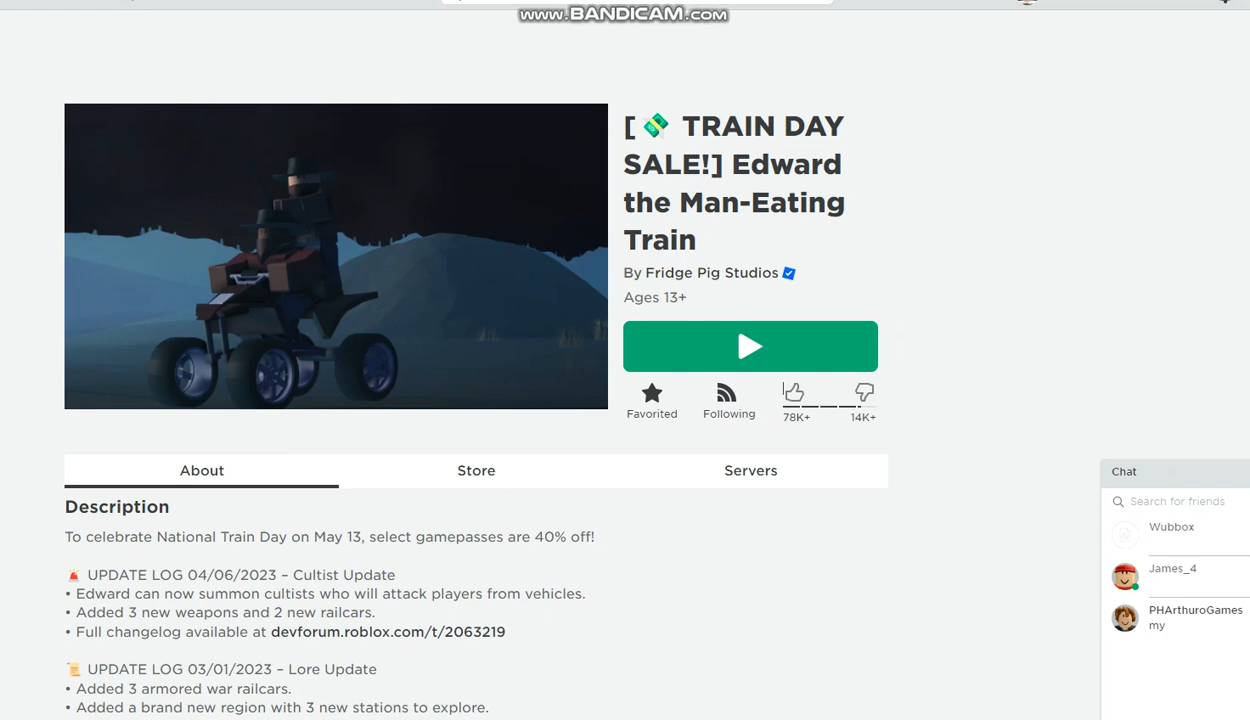 www.BANDICAM.com
[💸 TRAIN DAY
SALE!] Edward
the Man-Eating
Train
By Fridge Pig Studios
Ages 13+
Favorited
Following
78K+
14K+
About
Store
Servers
Description
To celebrate National Train Day on May 13, select gamepasses are 40% off!
🚨 UPDATE LOG 04/06/2023 – Cultist Update
• Edward can now summon cultists who will attack players from vehicles.
• Added 3 new weapons and 2 new railcars.
• Full changelog available at devforum.roblox.com/t/2063219
📜 UPDATE LOG 03/01/2023 – Lore Update
• Added 3 armored war railcars.
• Added a brand new region with 3 new stations to explore.
Chat
Search for friends
Wubbox
James_4
PHArthuroGames
my